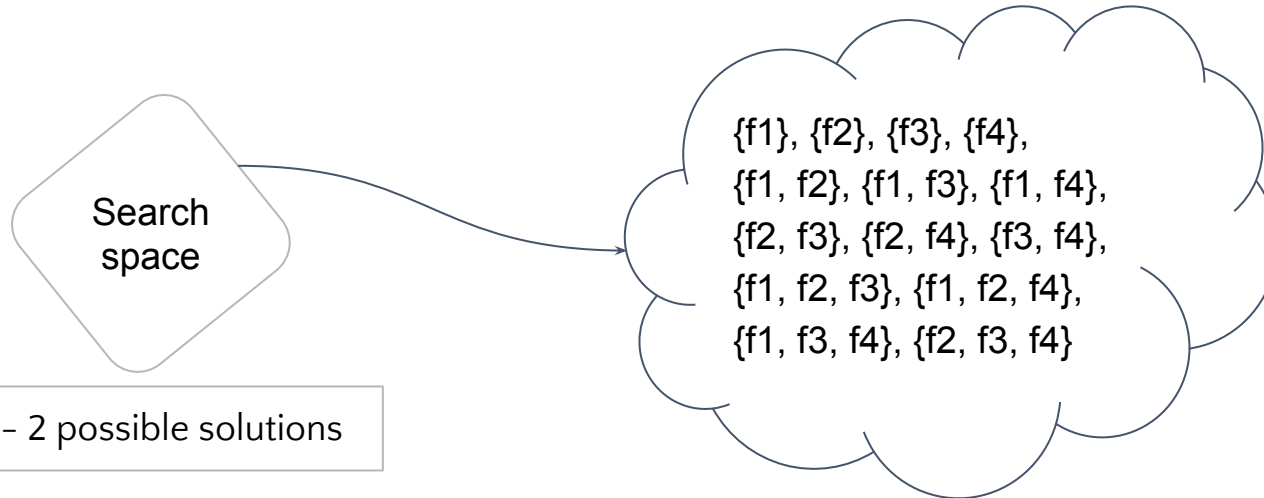 Search
space
{f1}, {f2}, {f3}, {f4},
{f1, f2}, {f1, f3}, {f1, f4},
{f2, f3}, {f2, f4}, {f3, f4},
{f1, f2, f3}, {f1, f2, f4},
{f1, f3, f4}, {f2, f3, f4}
– 2 possible solutions